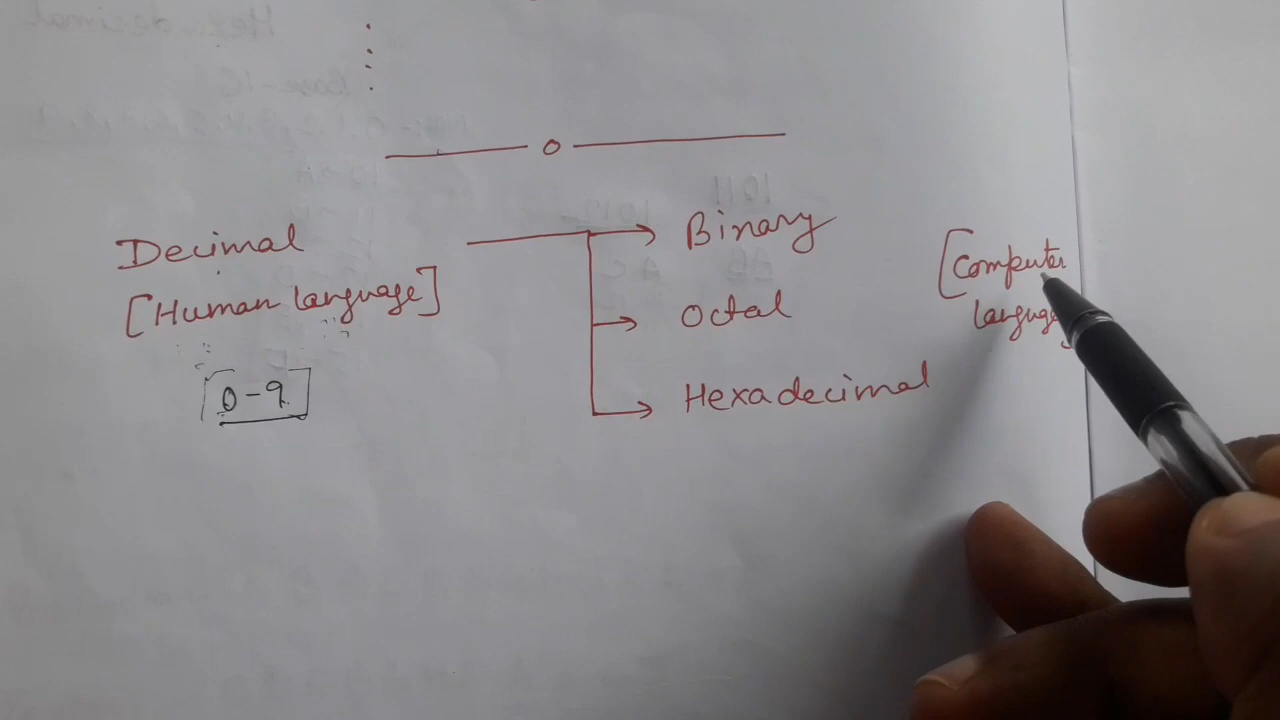 Decimal
[Human language]
0-9
Binary
Octal
Hexadecimal
[Computer
language